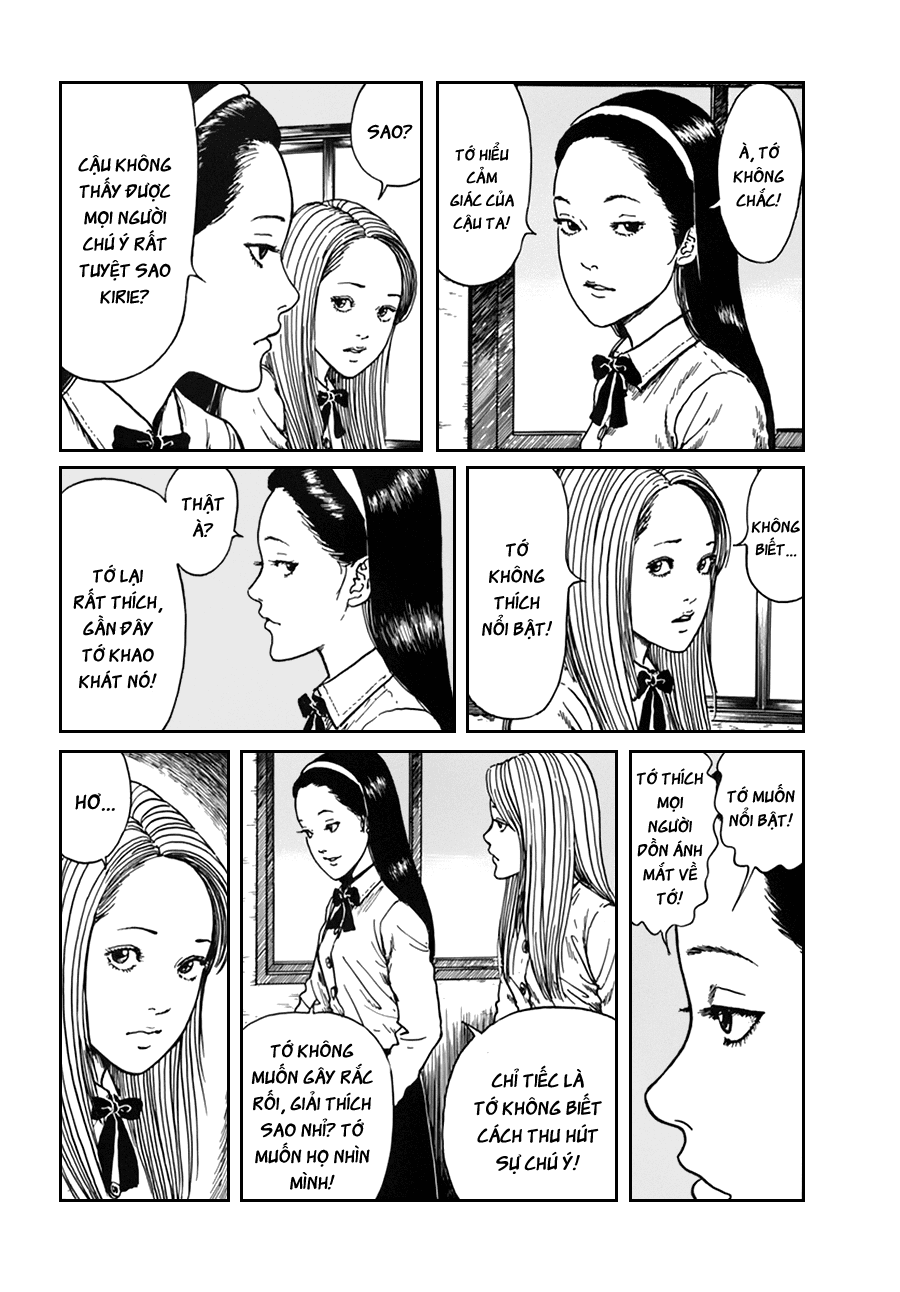 À, TỚ
KHÔNG
CHẮC!
TỚ HIỂU
CẢM
GIÁC CỦA
CẬU TA!
SAO?
CẬU KHÔNG
THẤY ĐƯỢC
MỌI NGƯỜI
CHÚ Ý RẤT
TUYỆT SAO
KIRIE?
KHÔNG
BIẾT...
TỚ
KHÔNG
THÍCH
NỔI BẬT!
THẬT
À?
TỚ LẠI
RẤT THÍCH,
GẦN ĐÂY
TỚ KHAO
KHÁT NÓ!
TỚ MUỐN
NỔI BẬT!
TỚ THÍCH
MỌI
NGƯỜI
DỒN ÁNH
MẮT VỀ
TỚ!
CHỈ TIẾC LÀ
TỚ KHÔNG BIẾT
CÁCH THU HÚT
SỰ CHÚ Ý!
TỚ KHÔNG
MUỐN GÂY RẮC
RỐI, GIẢI THÍCH
SAO NHỈ? TỚ
MUỐN HỌ NHÌN
MÌNH!
HƠ...